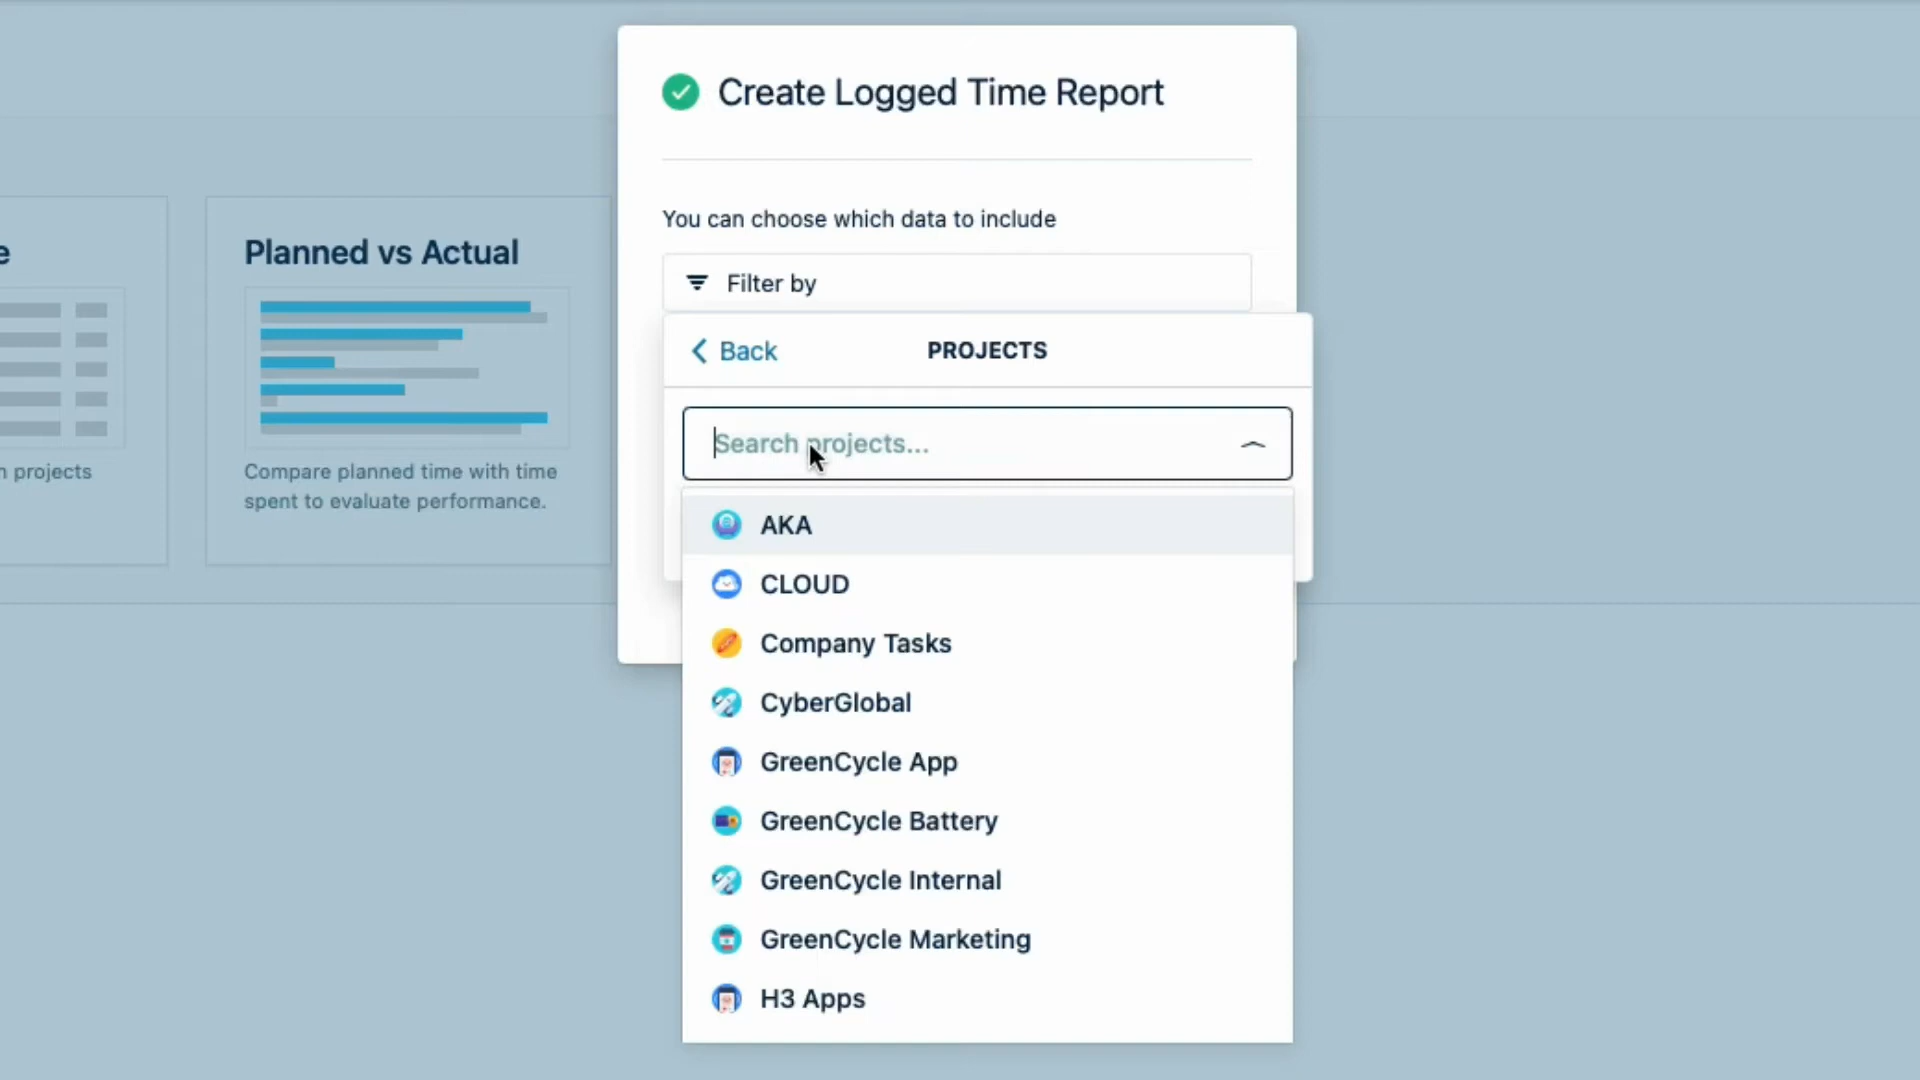 Create Logged Time Report
You can choose which data to include
Filter by
Back
PROJECTS
Search projects...
AKA
CLOUD
Company Tasks
CyberGlobal
GreenCycle App
GreenCycle Battery
GreenCycle Internal
GreenCycle Marketing
H3 Apps
e
projects
Planned vs Actual
Compare planned time with time
spent to evaluate performance.